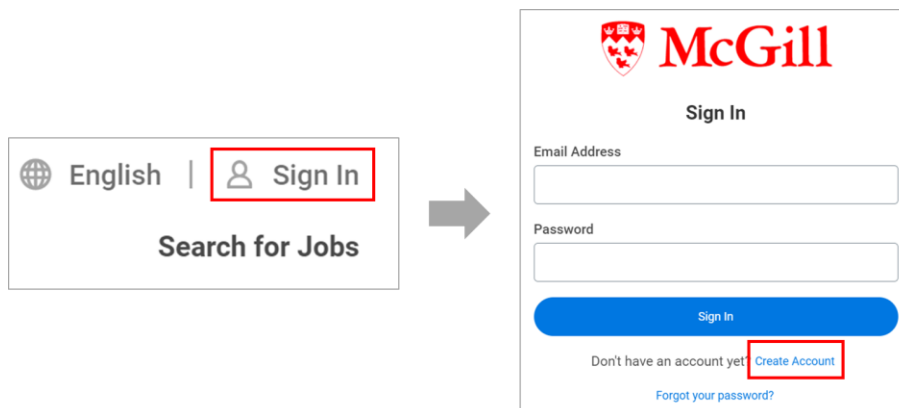 English | Sign In
Search for Jobs
McGill
Sign In
Email Address
Password
Sign In
Don't have an account yet? Create Account
Forgot your password?